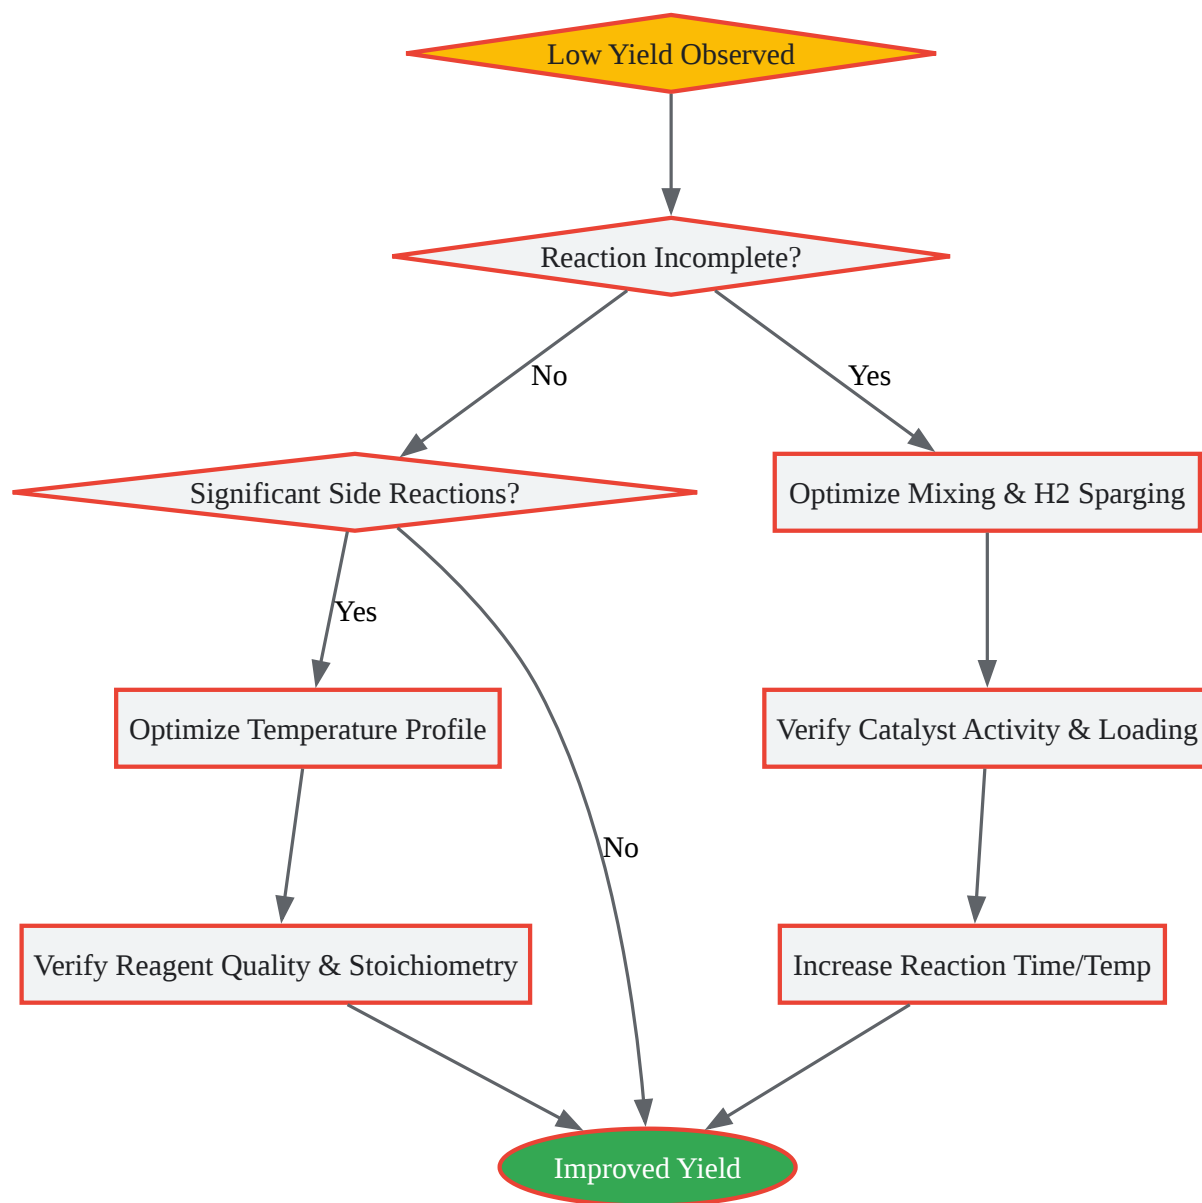 Low Yield Observed
Reaction Incomplete?
No
Yes
Significant Side Reactions?
Optimize Mixing & H2 Sparging
Yes
Optimize Temperature Profile
Verify Catalyst Activity & Loading
No
Verify Reagent Quality & Stoichiometry
Increase Reaction Time/Temp
Improved Yield